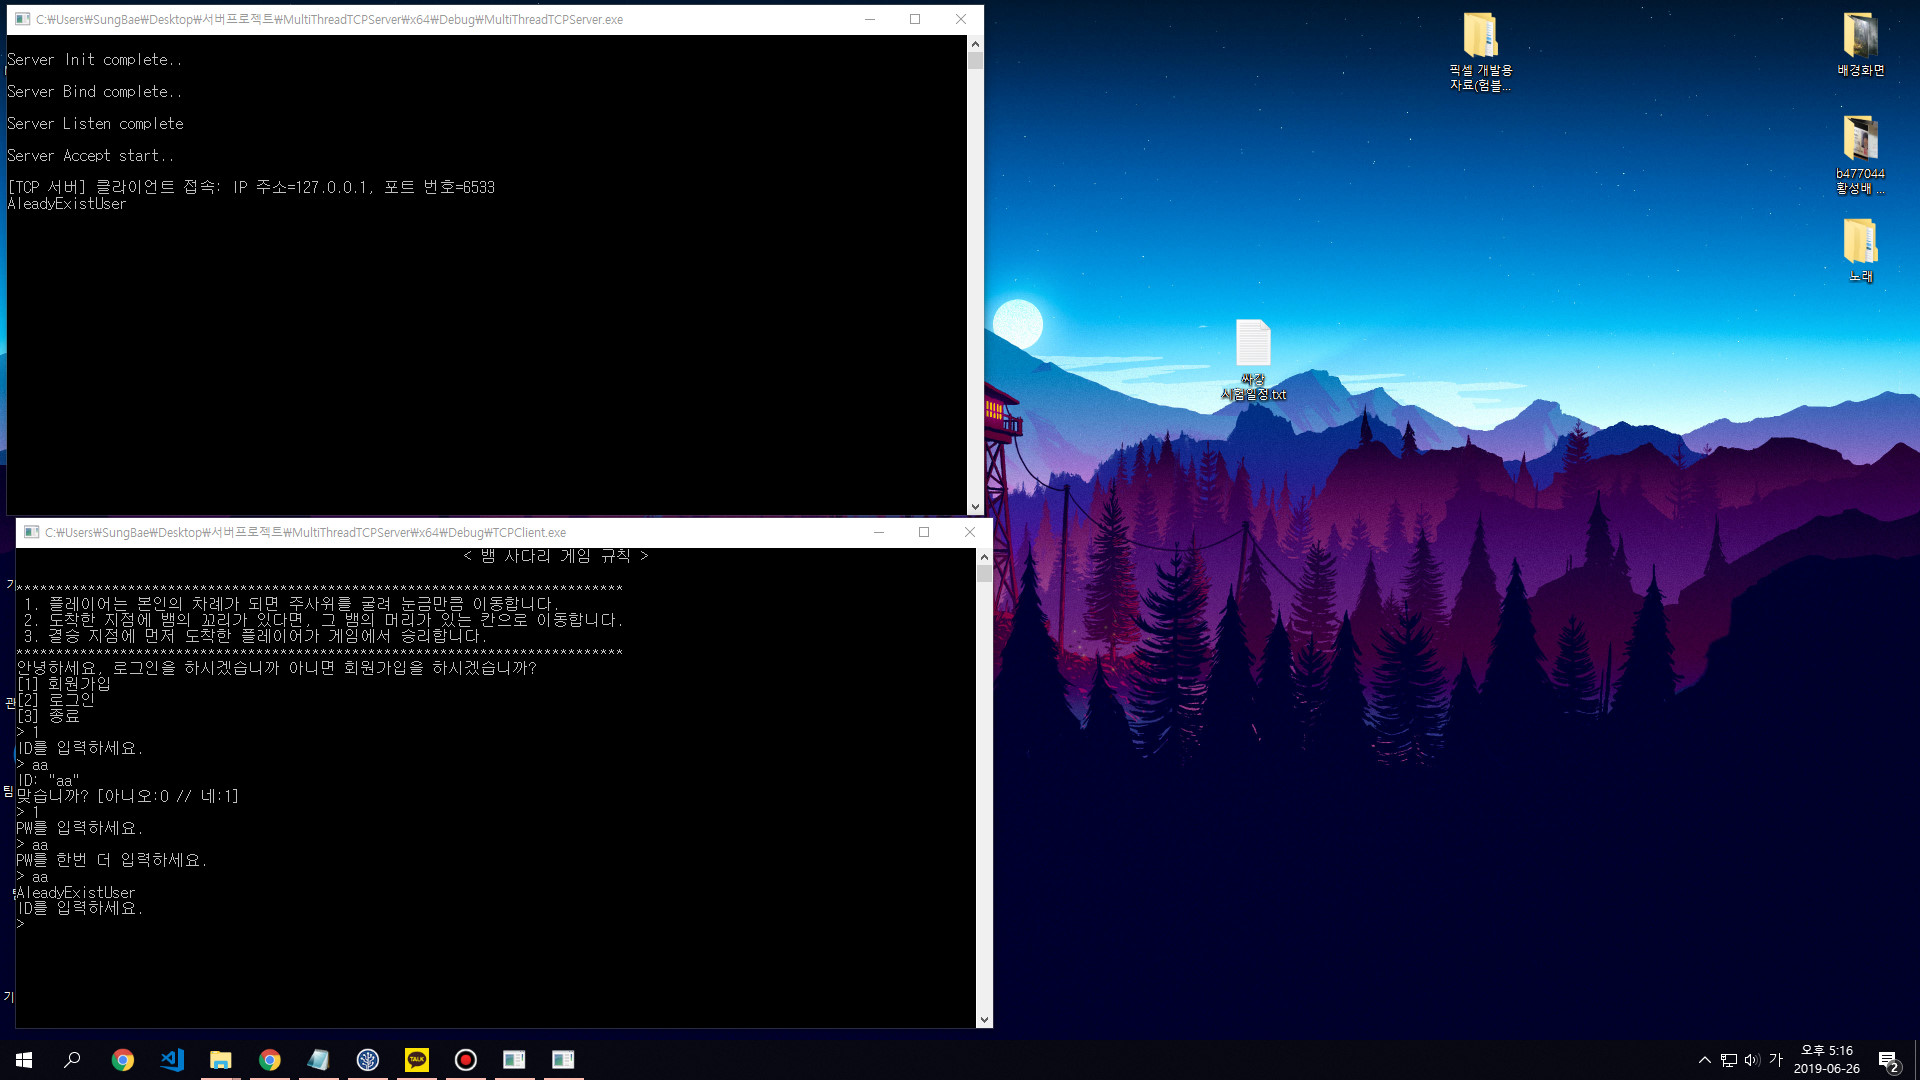 C:₩Users₩SungBae₩Desktop₩서버프로젝트₩MultiThreadTCPServer₩x64₩Debug₩MultiThreadTCPServer.exe
Server Init complete..
Server Bind complete..
Server Listen complete
Server Accept start..
[TCP 서버] 클라이언트 접속: IP 주소=127.0.0.1, 포트 번호=6533
AleadyExistUser
C:₩Users₩SungBae₩Desktop₩서버프로젝트₩MultiThreadTCPServer₩x64₩Debug₩TCPClient.exe
< 뱀 사다리 게임 규칙 >
****************************************************************************
1. 플레이어는 본인의 차례가 되면 주사위를 굴려 눈금만큼 이동합니다.
2. 도착한 지점에 뱀의 꼬리가 있다면, 그 뱀의 머리가 있는 칸으로 이동합니다.
3. 결승 지점에 먼저 도착한 플레이어가 게임에서 승리합니다.
****************************************************************************
안녕하세요, 로그인을 하시겠습니까 아니면 회원가입을 하시겠습니까?
[1] 회원가입
[2] 로그인
[3] 종료
> 1
ID를 입력하세요.
> aa
ID: "aa"
맞습니까? [아니오:0 // 네:1]
> 1
PW를 입력하세요.
> aa
PW를 한번 더 입력하세요.
> aa
AleadyExistUser
ID를 입력하세요.
>
픽셀 개발용
자료(험블...
배경화면
b477044
황성배 ...
노래
싸강
시험일정.txt
TALK
가
오후 5:16
2019-06-26
2